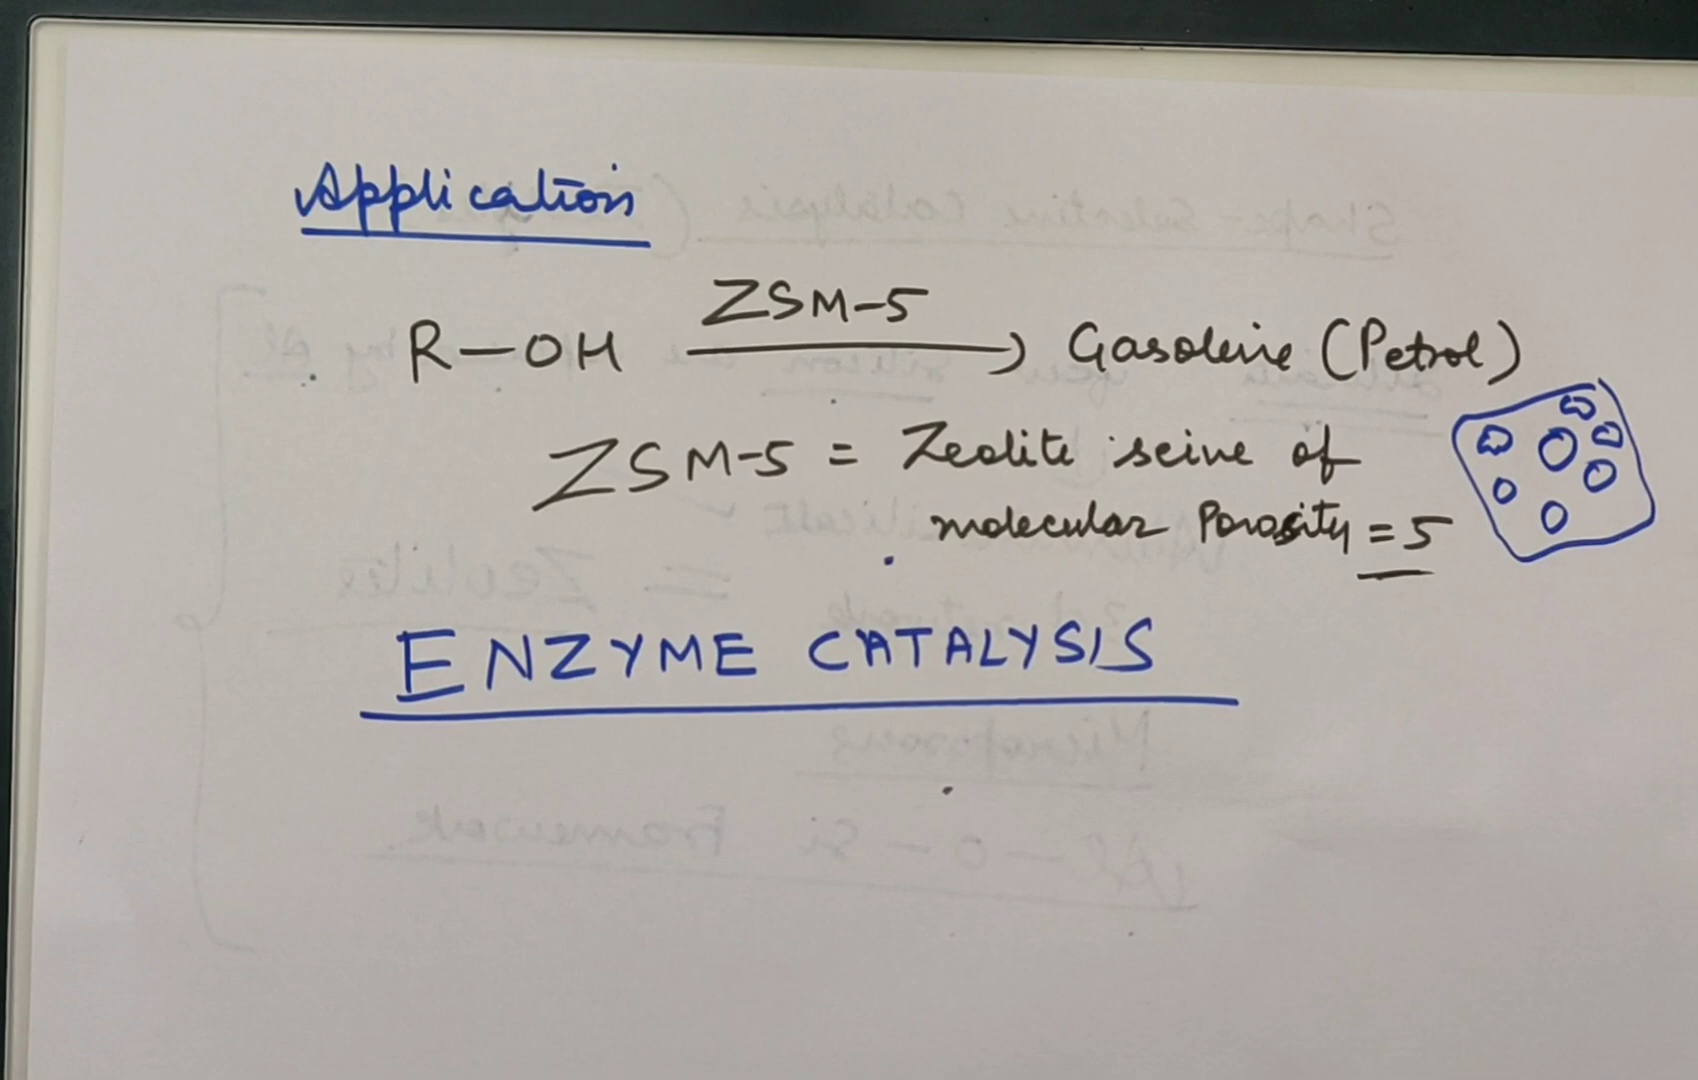 Application
R-OH ZSM-5 → Gasoleine (Petrol)
ZSM-5 = Zeolite seive of
molecular Porosity = 5
ENZYME CATALYSIS